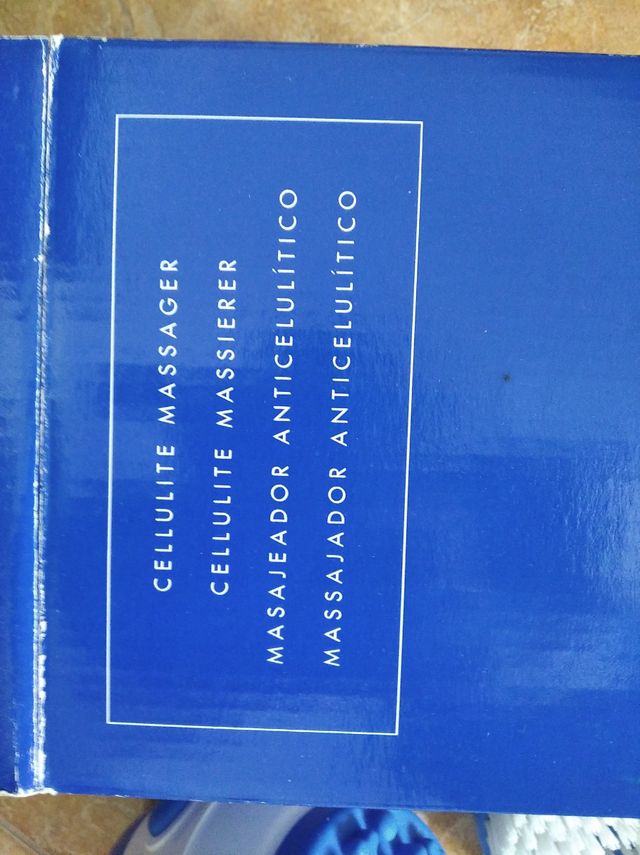 CELLULITE MASSAGER
CELLULITE MASSIERER
MASAJEADOR ANTICELULÍTICO
MASSAJADOR ANTICELULÍTICO